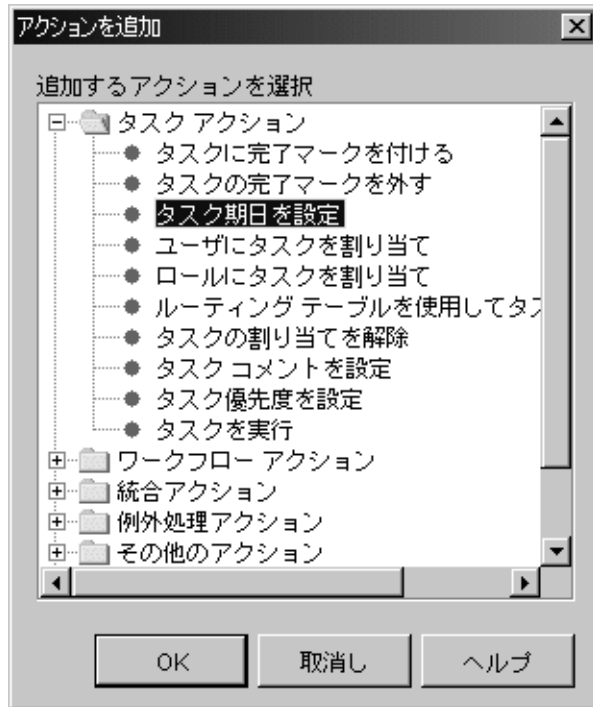 アクションを追加
追加するアクションを選択
タスク アクション
タスクに完了マークを付ける
タスクの完了マークを外す
タスク期日を設定
ユーザにタスクを割り当て
ロールにタスクを割り当て
ルーティング テーブルを使用してタス
タスクの割り当てを解除
タスク コメントを設定
タスク優先度を設定
タスクを実行
ワークフロー アクション
統合アクション
例外処理アクション
その他のアクション
OK 取消し ヘルプ